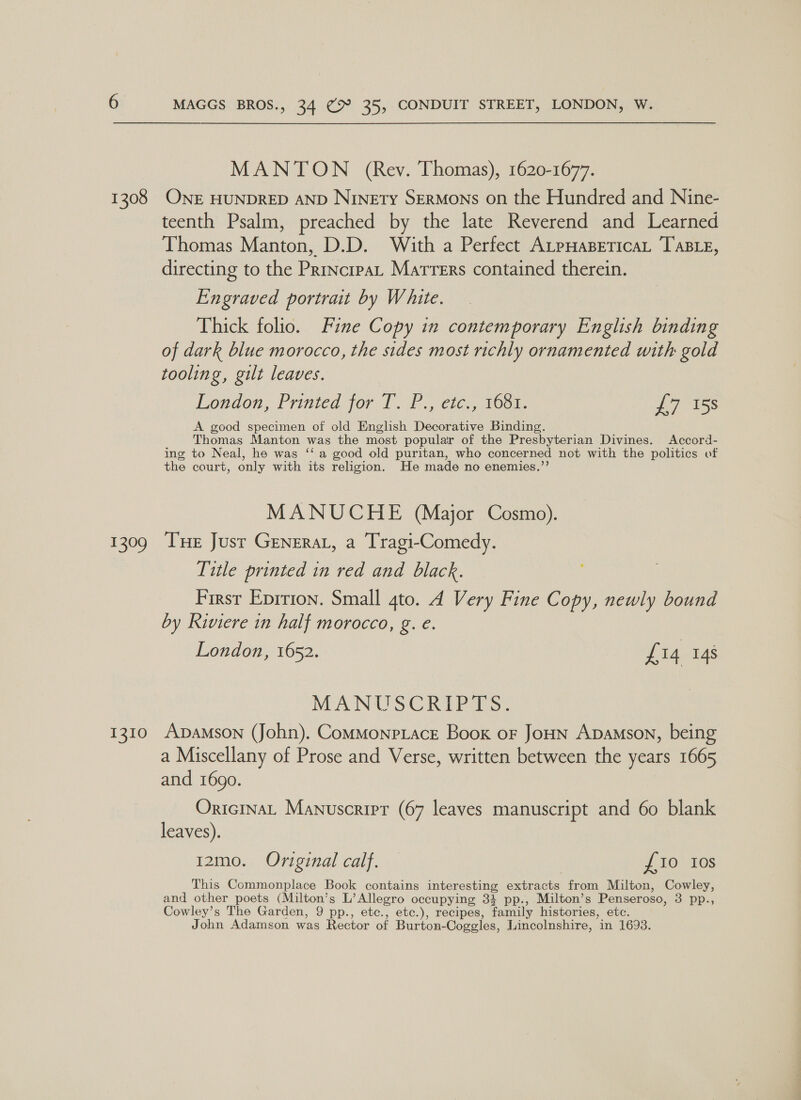 6 MAGGS BROS., 34 & 35, CONDUIT STREET, LONDON, W.
MANTON (Rev. Thomas), 1620-1677.
1308 ONE HUNDRED AND NINETY SERMONS on the Hundred and Nine-
teenth Psalm, preached by the late Reverend and Learned
Thomas Manton, D.D. With a Perfect ALPHABETICAL TABLE,
directing to the PRINCIPAL MATTERS contained therein.
Engraved portrait by White.
Thick folio. Fine Copy in contemporary English binding
of dark blue morocco, the sides most richly ornamented with gold
tooling, gilt leaves.
London, Printed for T. P., etc., 1681. £7 15s
A good specimen of old English Decorative Binding.
Thomas Manton was the most popular of the Presbyterian Divines. Accord-
ing to Neal, he was “ a good old puritan, who concerned not with the politics of
the court, only with its religion. He made no enemies.”
MANUCHE (Major Cosmo).
1309 THE JUST GENERAL, a Tragi-Comedy.
Title printed in red and black.
FIRST EDITION. Small 4to. A Very Fine Copy, newly bound
by Riviere in half morocco, g. e.
London, 1652. £14 14s
MANUSCRIPTS.
1310 ADAMSON (John). COMMONPLACE BOOK OF JOHN ADAMSON, being
a Miscellany of Prose and Verse, written between the years 1665
and 1690.
ORIGINAL MANUSCRIPT (67 leaves manuscript and 60 blank
leaves).
12mo. Original calf. £10 10s
This Commonplace Book contains interesting extracts from Milton, Cowley,
and other poets (Milton’s L’Allegro occupying 3½ pp., Milton’s Penseroso, 3 pp.,
Cowley’s The Garden, 9 pp., etc., etc.), recipes, family histories, etc.
John Adamson was Rector of Burton-Coggles, Lincolnshire, in 1693.